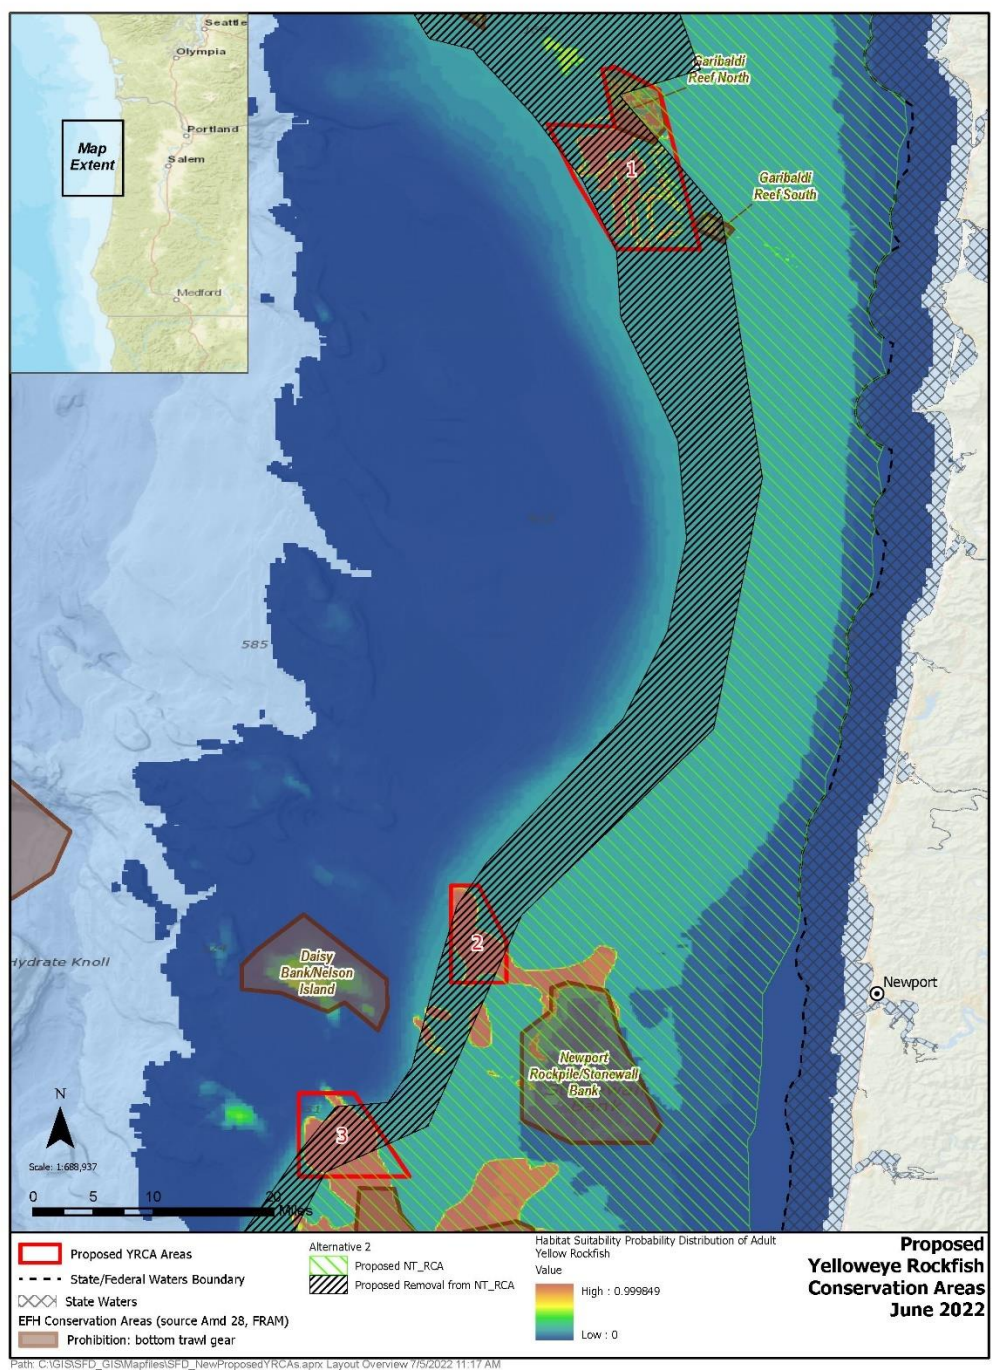 Seattle
Olympia
Portland
Salem
Medford
Map
Extent
Garibaldi
Reef North
1
Garibaldi
Reef South
585
2
Daisy
Bank/Nelson
Island
Hydrate Knoll
Newport
Newport
Rockpile/Stonewall
Bank
3
N
Scale: 1:688,937
0 5 10 20
Miles
Proposed YRCA Areas
State/Federal Waters Boundary
State Waters
EFH Conservation Areas (source Amd 28, FRAM)
Prohibition: bottom trawl gear
Alternative 2
Proposed NT_RCA
Proposed Removal from NT_RCA
Habitat Suitability Probability Distribution of Adult
Yellow Rockfish
Value
High : 0.999849
Low : 0
Proposed
Yelloweye Rockfish
Conservation Areas
June 2022
Path: C:\GIS\SFD_GIS\Mapfiles\SFD_NewProposedYRCAs.aprx Layout Overview 7/5/2022 11:17 AM